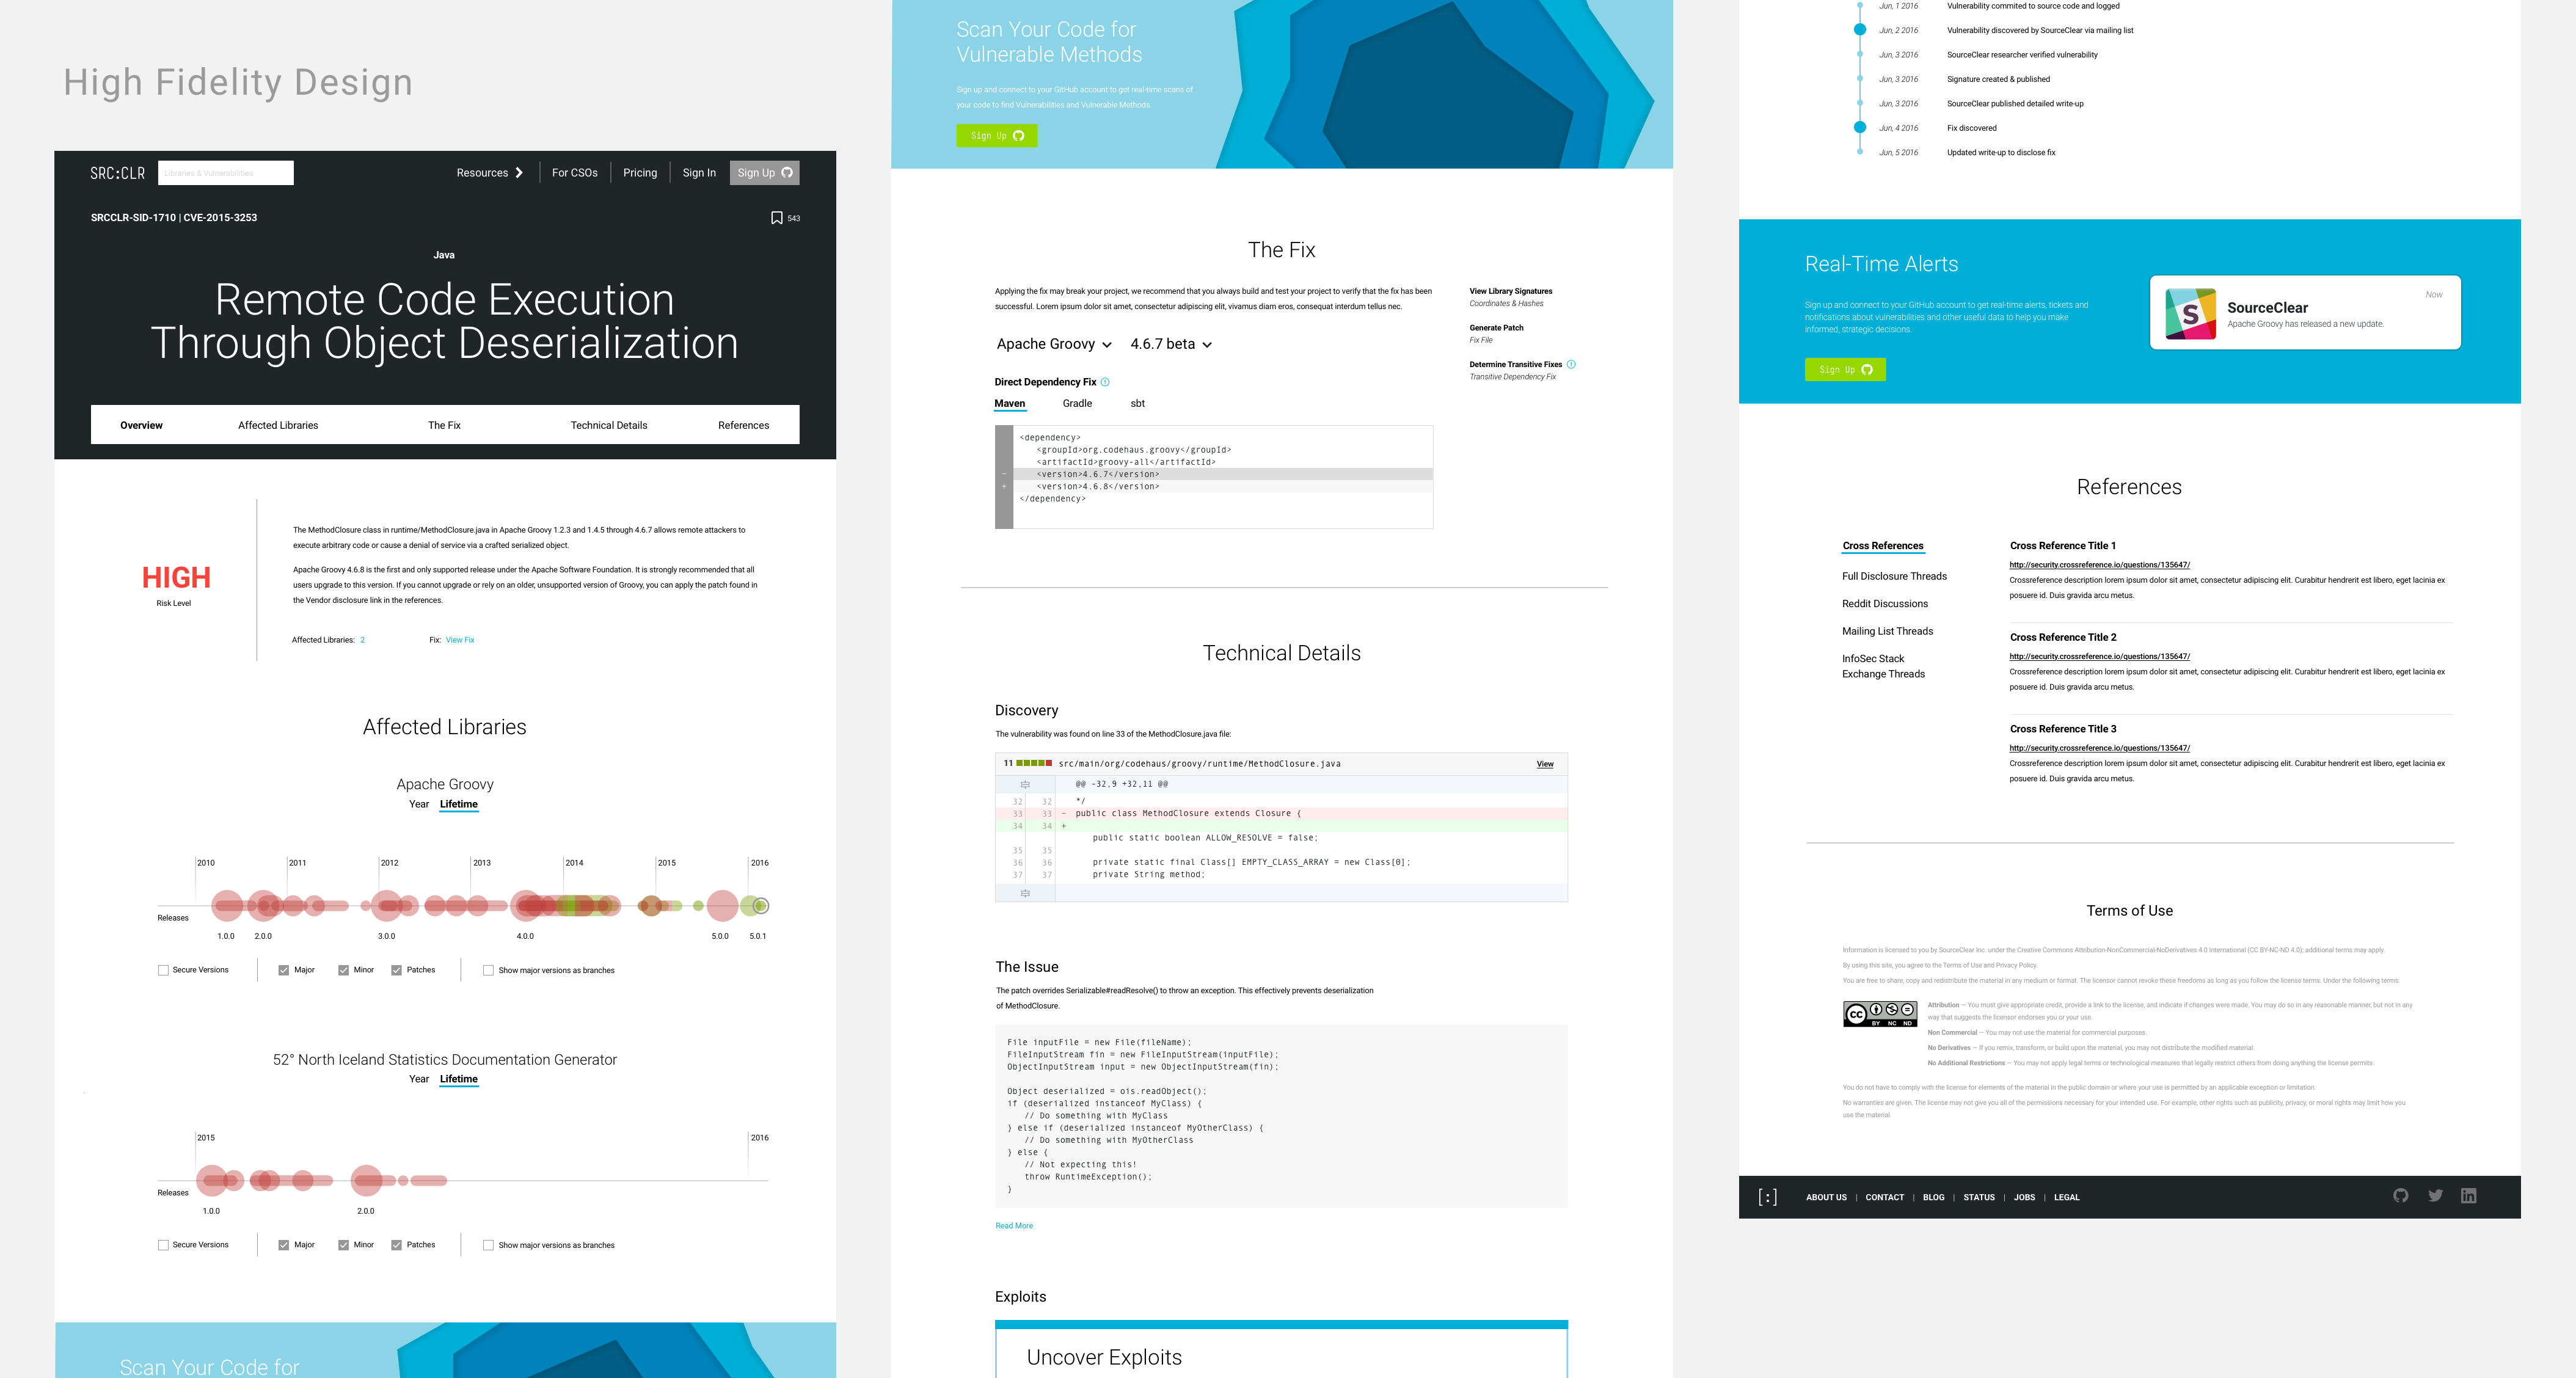 High Fidelity Design
SRC:CLR
Libraries & Vulnerabilities
Resources
For CSOs
Pricing
Sign In
Sign Up
SRCCLR-SID-1710 | CVE-2015-3253
543
Java
Remote Code Execution
Through Object Deserialization
Overview
Affected Libraries
The Fix
Technical Details
References
HIGH
Risk Level
The MethodClosure class in runtime/MethodClosure.java in Apache Groovy 1.2.3 and 1.4.5 through 4.6.7 allows remote attackers to
execute arbitrary code or cause a denial of service via a crafted serialized object.
Apache Groovy 4.6.8 is the first and only supported release under the Apache Software Foundation. It is strongly recommended that all
users upgrade to this version. If you cannot upgrade or rely on an older, unsupported version of Groovy, you can apply the patch found in
the Vendor disclosure link in the references.
Affected Libraries: 2
Fix: View Fix
Affected Libraries
Apache Groovy
Year Lifetime
2010 2011 2012 2013 2014 2015 2016
Releases
1.0.0 2.0.0 3.0.0 4.0.0 5.0.0 5.0.1
Secure Versions Major Minor Patches Show major versions as branches
52° North Iceland Statistics Documentation Generator
Year Lifetime
2015 2016
Releases
1.0.0 2.0.0
Secure Versions Major Minor Patches Show major versions as branches
Scan Your Code for
Scan Your Code for
Vulnerable Methods
Sign up and connect to your GitHub account to get real-time scans of
your code to find Vulnerabilities and Vulnerable Methods.
Sign Up
The Fix
Applying the fix may break your project, we recommend that you always build and test your project to verify that the fix has been
successful. Lorem ipsum dolor sit amet, consectetur adipiscing elit, vivamus diam eros, consequat interdum tellus nec.
Apache Groovy 4.6.7 beta
Direct Dependency Fix
Maven Gradle sbt
<dependency>
<groupId>org.codehaus.groovy</groupId>
<artifactId>groovy-all</artifactId>
- <version>4.6.7</version>
+ <version>4.6.8</version>
</dependency>
View Library Signatures
Coordinates & Hashes
Generate Patch
Fix File
Determine Transitive Fixes
Transitive Dependency Fix
Technical Details
Discovery
The vulnerability was found on line 33 of the MethodClosure.java file:
11 src/main/org/codehaus/groovy/runtime/MethodClosure.java View
@@ -32,9 +32,11 @@
32 32 */
33 33 - public class MethodClosure extends Closure {
34 34 +
public static boolean ALLOW_RESOLVE = false;
35 35
36 36 private static final Class[] EMPTY_CLASS_ARRAY = new Class[0];
37 37 private String method;
The Issue
The patch overrides Serializable#readResolve() to throw an exception. This effectively prevents deserialization
of MethodClosure.
File inputFile = new File(fileName);
FileInputStream fin = new FileInputStream(inputFile);
ObjectInputStream input = new ObjectInputStream(fin);
Object deserialized = ois.readObject();
if (deserialized instanceof MyClass) {
// Do something with MyClass
} else if (deserialized instanceof MyOtherClass) {
// Do something with MyOtherClass
} else {
// Not expecting this!
throw RuntimeException();
}
Read More
Exploits
Uncover Exploits
Jun, 1 2016 Vulnerability commited to source code and logged
Jun, 2 2016 Vulnerability discovered by SourceClear via mailing list
Jun, 3 2016 SourceClear researcher verified vulnerability
Jun, 3 2016 Signature created & published
Jun, 3 2016 SourceClear published detailed write-up
Jun, 4 2016 Fix discovered
Jun, 5 2016 Updated write-up to disclose fix
Real-Time Alerts
Sign up and connect to your GitHub account to get real-time alerts, tickets and
notifications about vulnerabilities and other useful data to help you make
informed, strategic decisions.
Sign Up
S
Now
SourceClear
Apache Groovy has released a new update.
References
Cross References
Full Disclosure Threads
Reddit Discussions
Mailing List Threads
InfoSec Stack
Exchange Threads
Cross Reference Title 1
http://security.crossreference.io/questions/135647/
Crossreference description lorem ipsum dolor sit amet, consectetur adipiscing elit. Curabitur hendrerit est libero, eget lacinia ex
posuere id. Duis gravida arcu metus.
Cross Reference Title 2
http://security.crossreference.io/questions/135647/
Crossreference description lorem ipsum dolor sit amet, consectetur adipiscing elit. Curabitur hendrerit est libero, eget lacinia ex
posuere id. Duis gravida arcu metus.
Cross Reference Title 3
http://security.crossreference.io/questions/135647/
Crossreference description lorem ipsum dolor sit amet, consectetur adipiscing elit. Curabitur hendrerit est libero, eget lacinia ex
posuere id. Duis gravida arcu metus.
Terms of Use
Information is licensed to you by SourceClear Inc. under the Creative Commons Attribution-NonCommercial-NoDerivatives 4.0 International (CC BY-NC-ND 4.0), additional terms may apply.
By using this site, you agree to the Terms of Use and Privacy Policy.
You are free to share, copy and redistribute the material in any medium or format. The licensor cannot revoke these freedoms as long as you follow the license terms. Under the following terms:
cc BY NC ND
Attribution — You must give appropriate credit, provide a link to the license, and indicate if changes were made. You may do so in any reasonable manner, but not in any
way that suggests the licensor endorses you or your use.
Non Commercial — You may not use the material for commercial purposes.
No Derivatives — If you remix, transform, or build upon the material, you may not distribute the modified material.
No Additional Restrictions — You may not apply legal terms or technological measures that legally restrict others from doing anything the license permits.
You do not have to comply with the license for elements of the material in the public domain or where your use is permitted by an applicable exception or limitation.
No warranties are given. The license may not give you all of the permissions necessary for your intended use. For example, other rights such as publicity, privacy, or moral rights may limit how you
use the material.
[:] ABOUT US | CONTACT | BLOG | STATUS | JOBS | LEGAL